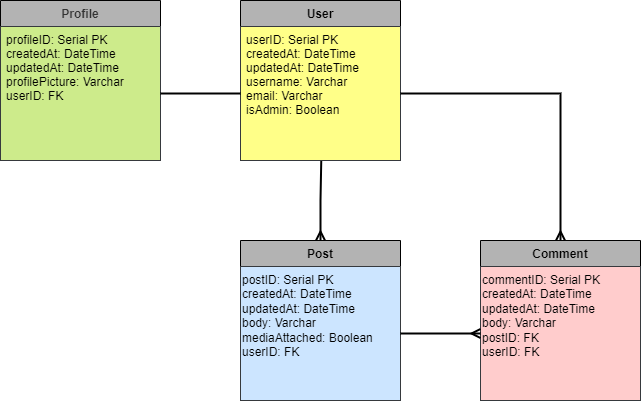 Profile
profileID: Serial PK
createdAt: DateTime
updatedAt: DateTime
profilePicture: Varchar
userID: FK
User
userID: Serial PK
createdAt: DateTime
updatedAt: DateTime
username: Varchar
email: Varchar
isAdmin: Boolean
Post
postID: Serial PK
createdAt: DateTime
updatedAt: DateTime
body: Varchar
mediaAttached: Boolean
userID: FK
Comment
commentID: Serial PK
createdAt: DateTime
updatedAt: DateTime
body: Varchar
postID: FK
userID: FK